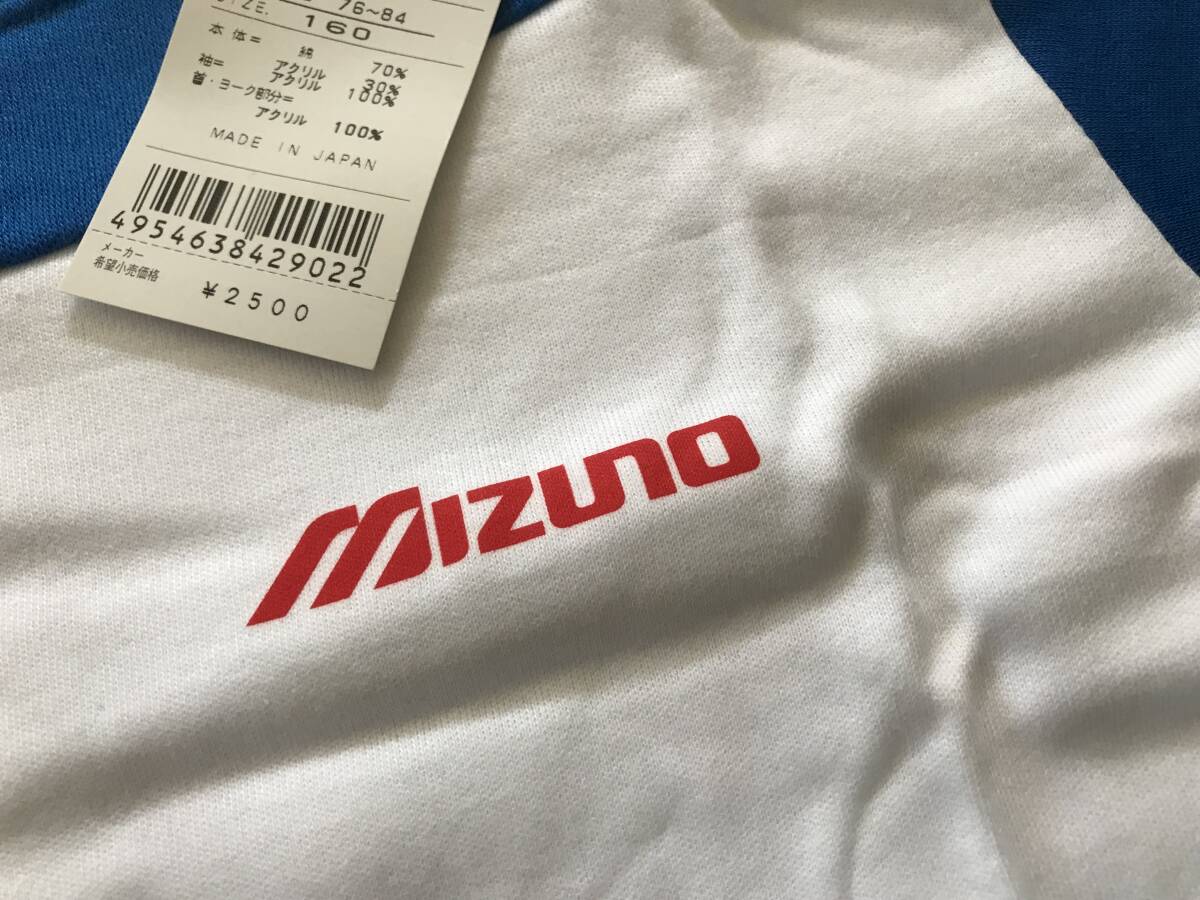 76~84
SIZE. 160
本体= 綿 70%
アクリル 30%
袖= アクリル 100%
首・ヨーク部分=
アクリル 100%
MADE IN JAPAN
4954638429022
メーカー
希望小売価格
¥2500
Mizuno